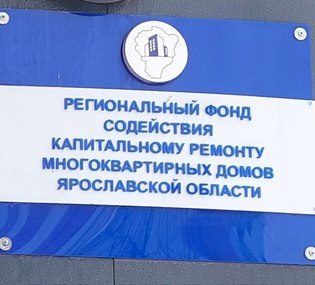 РЕГИОНАЛЬНЫЙ ФОНД
СОДЕЙСТВИЯ
КАПИТАЛЬНОМУ РЕМОНТУ
МНОГОКВАРТИРНЫХ ДОМОВ
ЯРОСЛАВСКОЙ ОБЛАСТИ